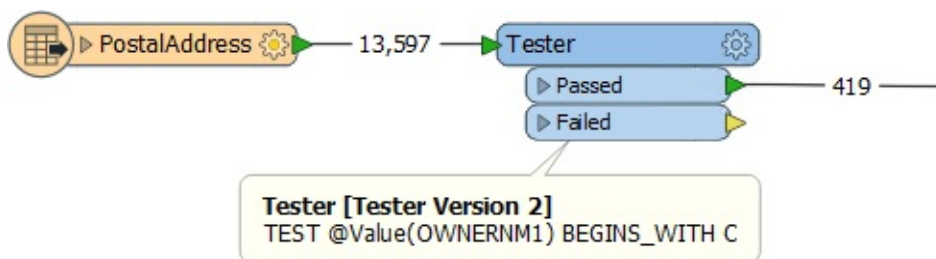 PostalAddress 13,597 Tester
Passed 419
Failed
Tester [Tester Version 2]
TEST @Value(OWNERNM1) BEGINS_WITH C